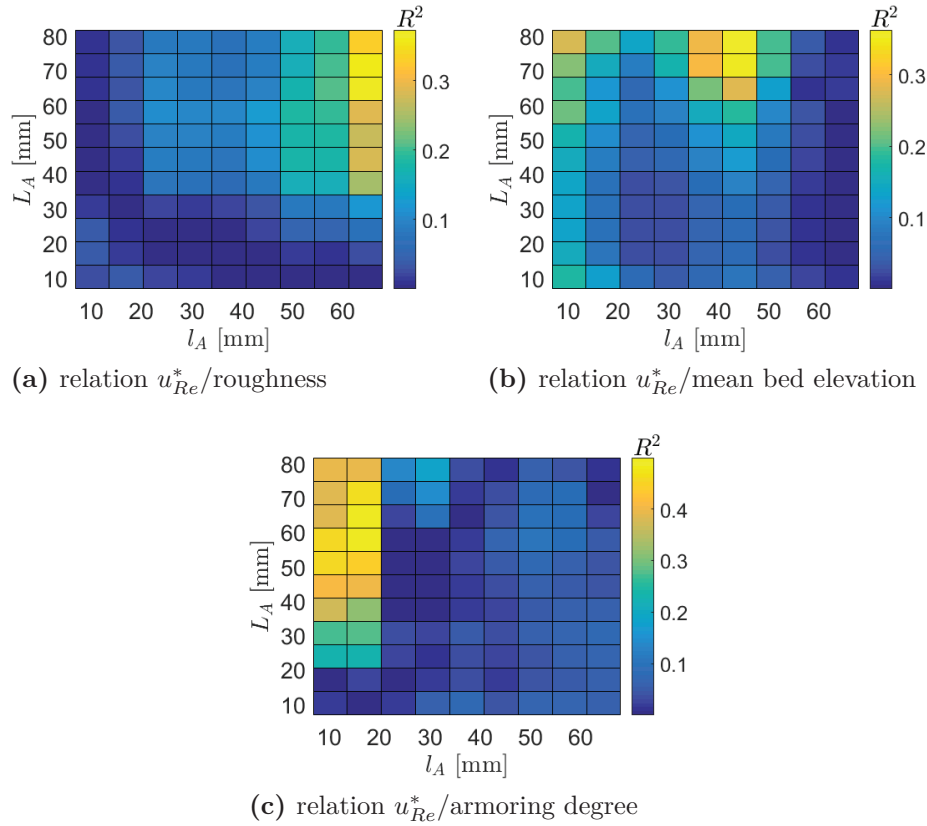 R²
80
70
60
50
40
30
20
10
L_A [mm]
10 20 30 40 50 60
l_A [mm]
0.3
0.2
0.1
(a) relation u*_Re/roughness
R²
80
70
60
50
40
30
20
10
L_A [mm]
10 20 30 40 50 60
l_A [mm]
0.3
0.2
0.1
(b) relation u*_Re/mean bed elevation
R²
80
70
60
50
40
30
20
10
L_A [mm]
10 20 30 40 50 60
l_A [mm]
0.4
0.3
0.2
0.1
(c) relation u*_Re/armoring degree